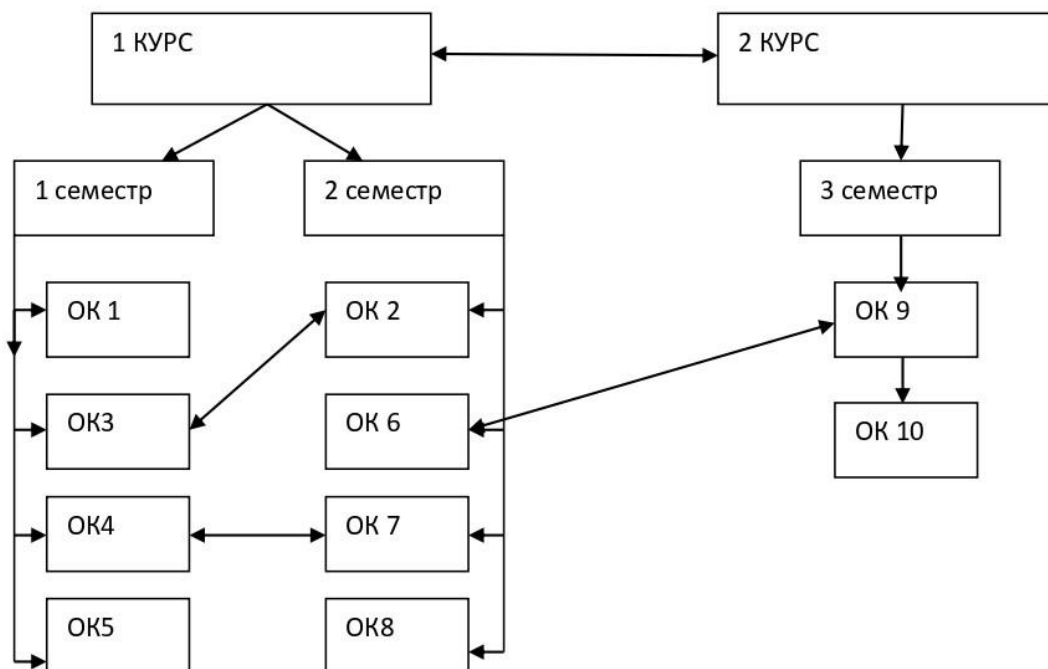 1 КУРС
2 КУРС
1 семестр
2 семестр
3 семестр
ОК 1
ОК 2
ОК 9
ОК3
ОК 6
ОК 10
ОК4
ОК 7
ОК5
ОК8